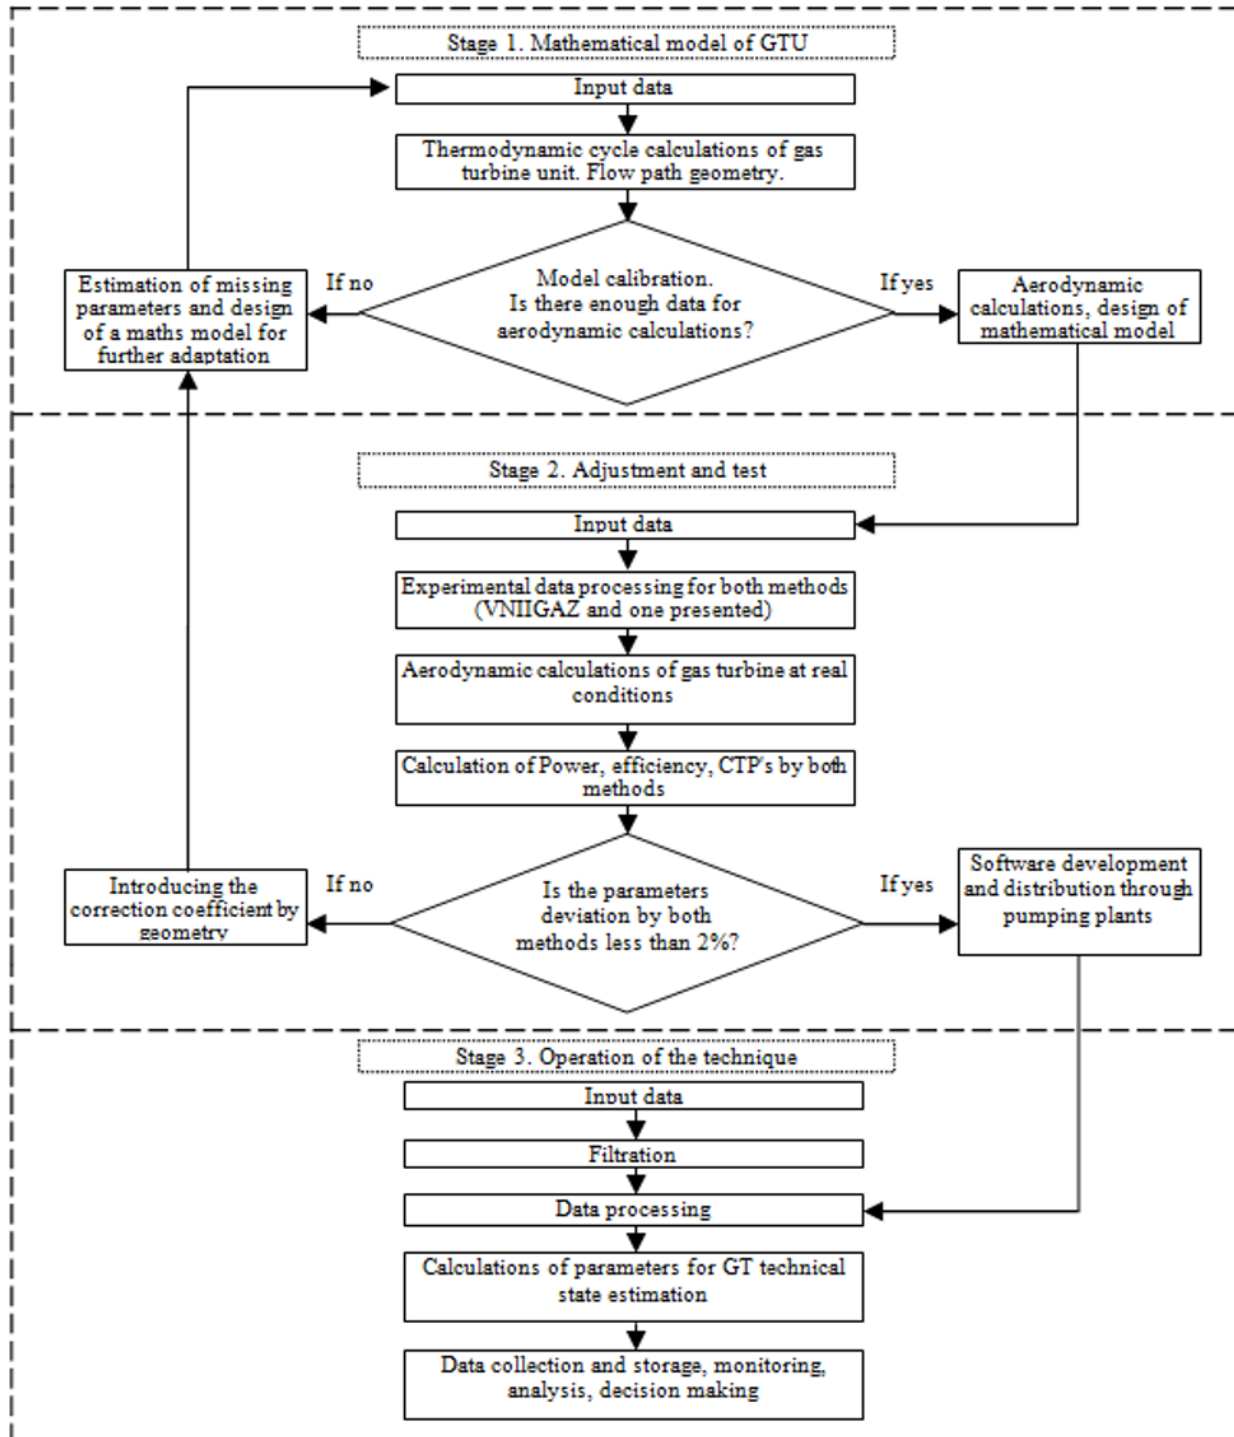 Stage 1. Mathematical model of GTU
Input data
Thermodynamic cycle calculations of gas
turbine unit. Flow path geometry.
Model calibration.
Is there enough data for
aerodynamic calculations?
If no
Estimation of missing
parameters and design
of a maths model for
further adaptation
If yes
Aerodynamic
calculations, design of
mathematical model
Stage 2. Adjustment and test
Input data
Experimental data processing for both methods
(VNIIGAZ and one presented)
Aerodynamic calculations of gas turbine at real
conditions
Calculation of Power, efficiency, CTP's by both
methods
Is the parameters
deviation by both
methods less than 2%?
If no
Introducing the
correction coefficient by
geometry
If yes
Software development
and distribution through
pumping plants
Stage 3. Operation of the technique
Input data
Filtration
Data processing
Calculations of parameters for GT technical
state estimation
Data collection and storage, monitoring,
analysis, decision making